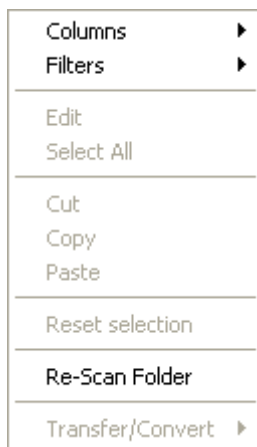 Columns
Filters
Edit
Select All
Cut
Copy
Paste
Reset selection
Re-Scan Folder
Transfer/Convert